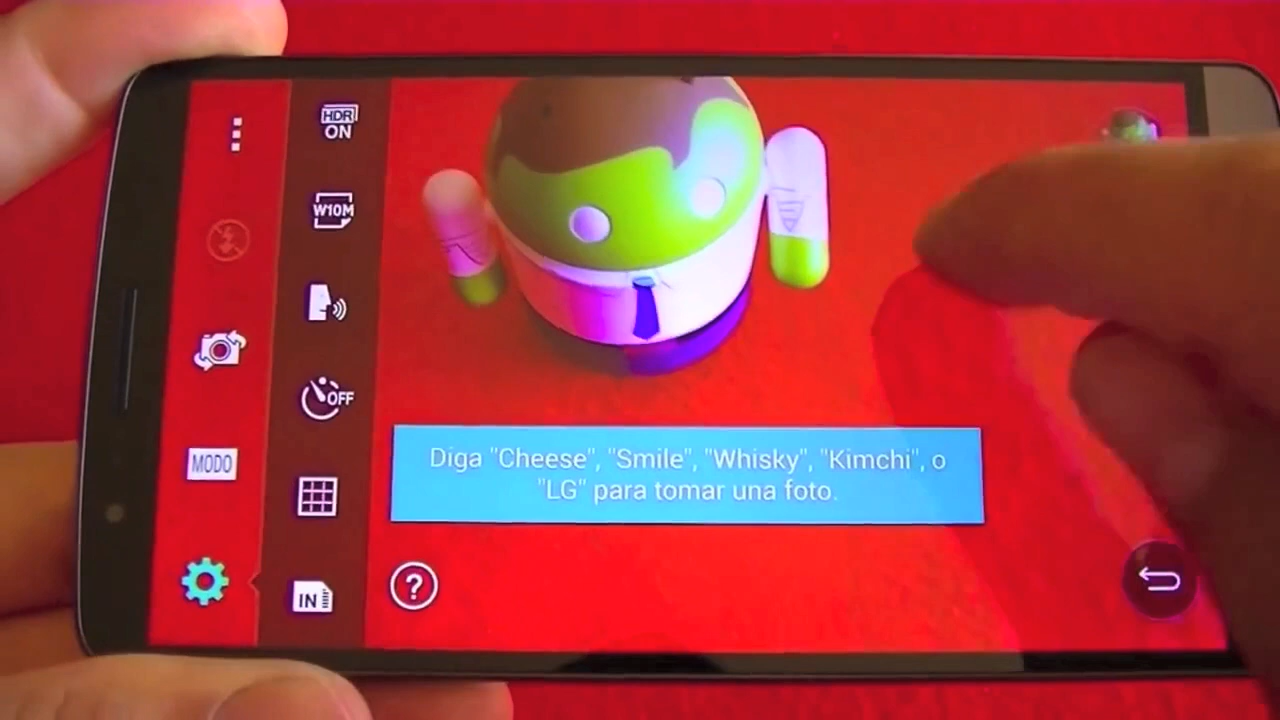 HDR
ON
W10M
OFF
MODO
IN
Diga "Cheese", "Smile", "Whisky", "Kimchi", o
"LG" para tomar una foto.
?